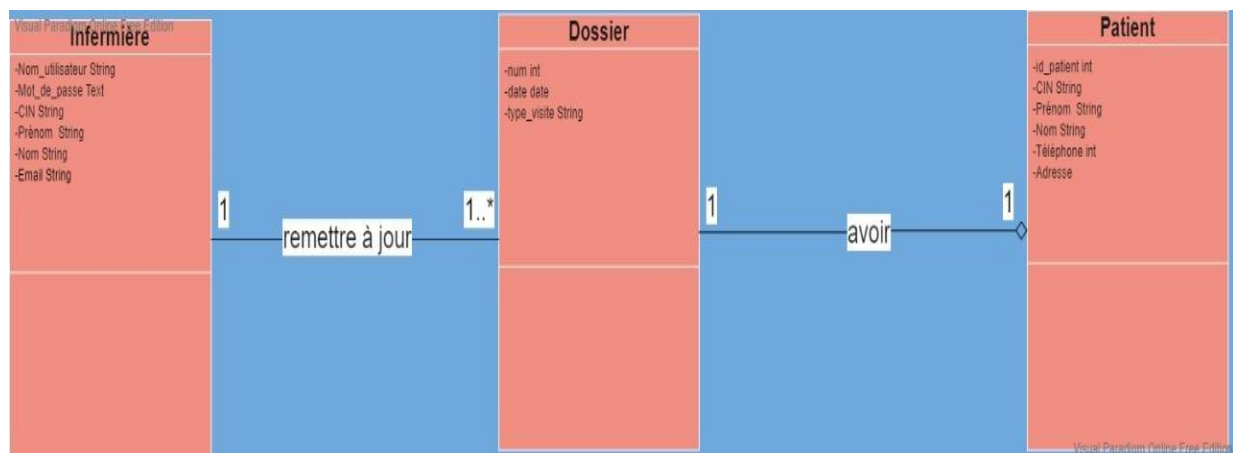 Visual Paradigm Online Free Edition
Infermière
-Nom_utilisateur String
-Mot_de_passe Text
-CIN String
-Prénom String
-Nom String
-Email String
1
remettre à jour
1..*
Dossier
-num int
-date date
-type_visite String
1
avoir
1
Patient
-id_patient int
-CIN String
-Prénom String
-Nom String
-Téléphone int
-Adresse
Visual Paradigm Online Free Edition